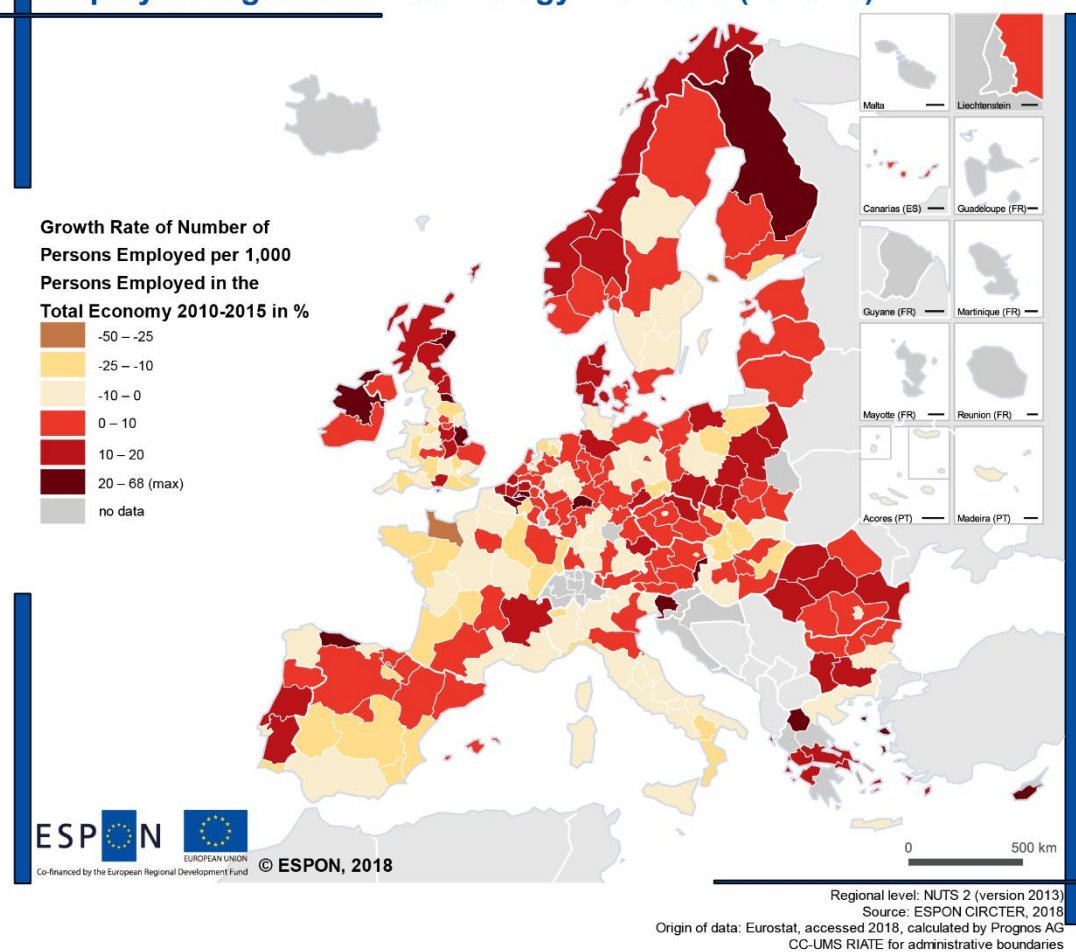 Growth Rate of Number of
Persons Employed per 1,000
Persons Employed in the
Total Economy 2010-2015 in %
-50 – -25
-25 – -10
-10 – 0
0 – 10
10 – 20
20 – 68 (max)
no data
Malta
Liechtenstein
Canarias (ES)
Guadeloupe (FR)
Guyane (FR)
Martinique (FR)
Mayotte (FR)
Reunion (FR)
Acores (PT)
Madeira (PT)
ESPON
EUROPEAN UNION
Co-financed by the European Regional Development Fund
© ESPON, 2018
0 500 km
Regional level: NUTS 2 (version 2013)
Source: ESPON CIRCTER, 2018
Origin of data: Eurostat, accessed 2018, calculated by Prognos AG
CC-UMS RIATE for administrative boundaries